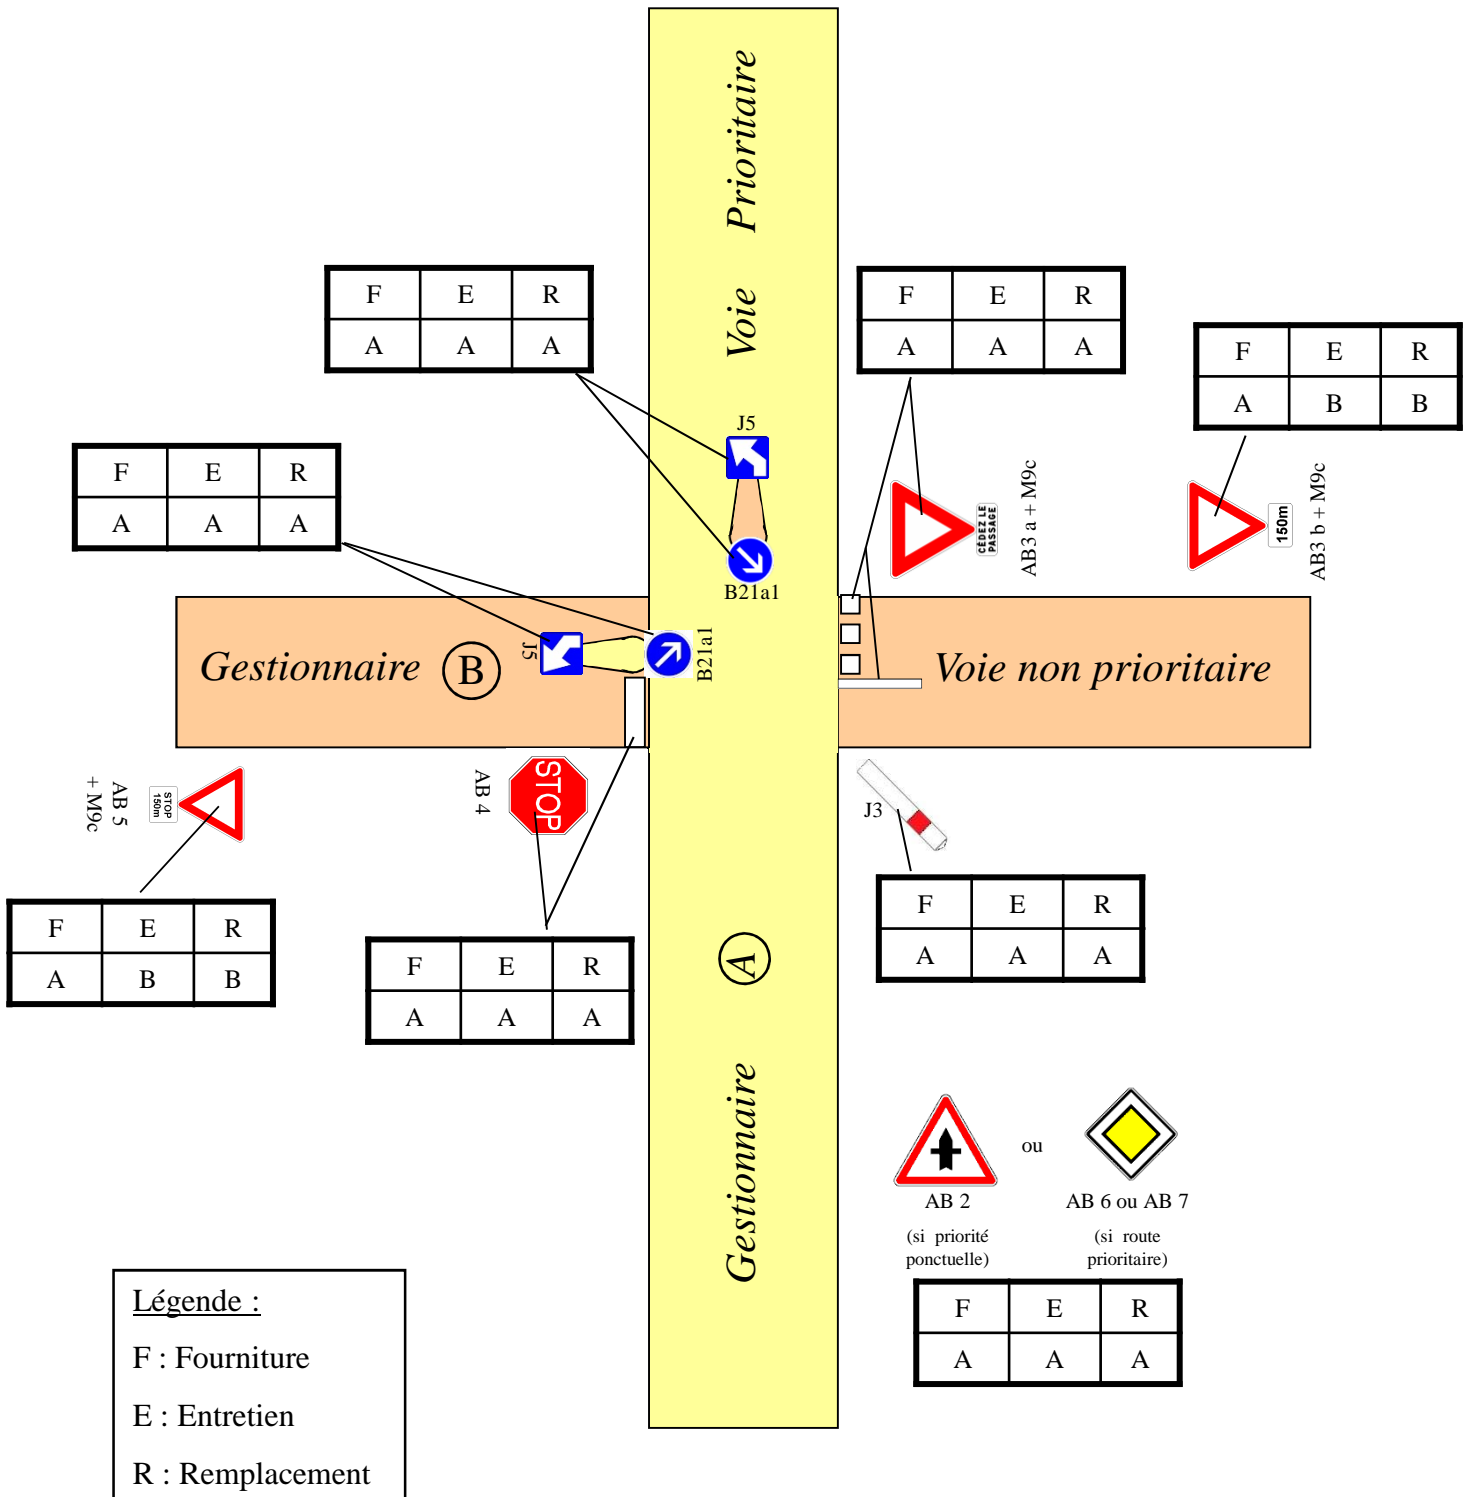 Voie Prioritaire
F E R
A A A
F E R
A A A
F E R
A B B
J5
F E R
A A A
CÉDEZ LE
PASSAGE
AB3 a + M9c
150m
AB3 b + M9c
B21a1
Gestionnaire B
J5
B21a1
Voie non prioritaire
AB 5
+ M9c
STOP
150m
AB 4
STOP
J3
F E R
A B B
F E R
A A A
F E R
A A A
Gestionnaire A
ou
AB 2
AB 6 ou AB 7
(si priorité
ponctuelle)
(si route
prioritaire)
F E R
A A A
Légende :
F : Fourniture
E : Entretien
R : Remplacement